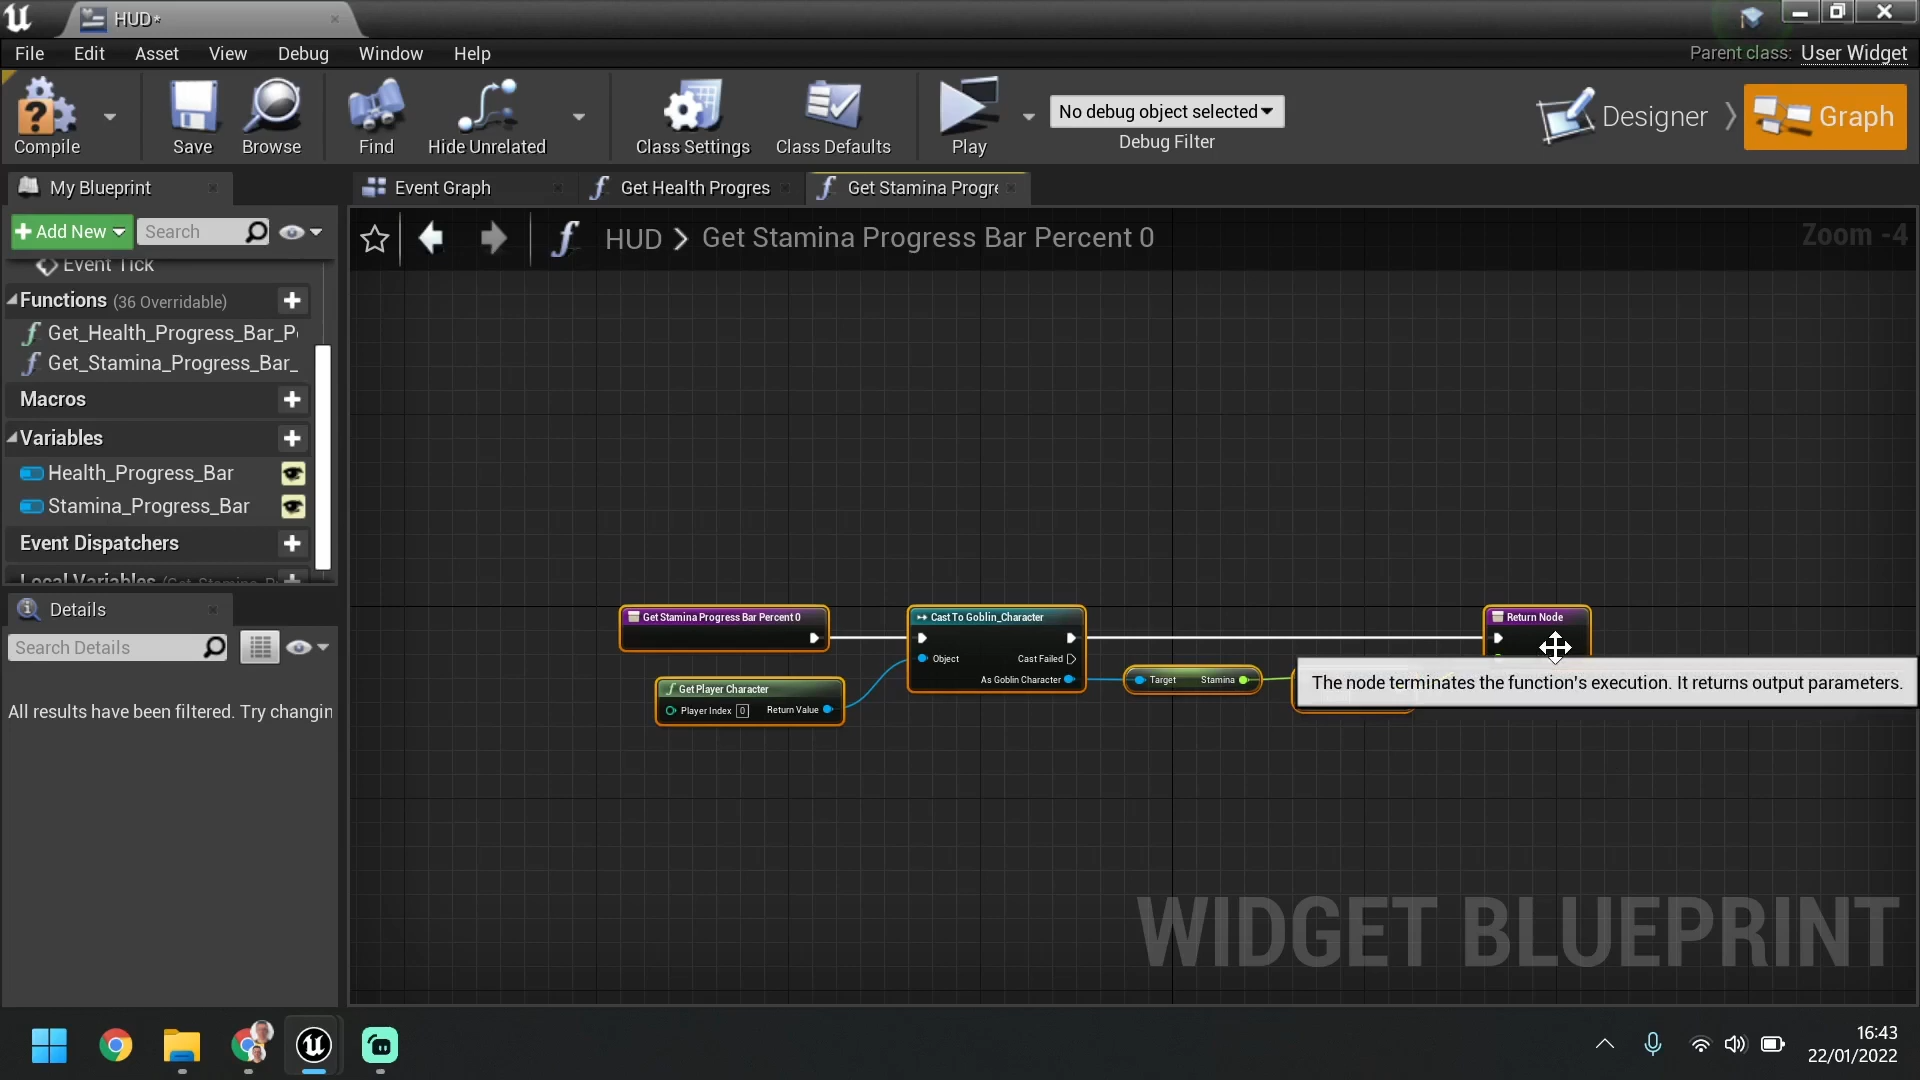 HUD*
File Edit Asset View Debug Window Help
Parent class: User Widget
Compile Save Browse Find Hide Unrelated Class Settings Class Defaults Play
No debug object selected
Debug Filter
Designer Graph
My Blueprint
Event Graph Get Health Progres Get Stamina Progre
Add New Search
HUD > Get Stamina Progress Bar Percent 0
Zoom -4
Event Tick
Functions (36 Overridable)
Get_Health_Progress_Bar_P
Get_Stamina_Progress_Bar_
Macros
Variables
Health_Progress_Bar
Stamina_Progress_Bar
Event Dispatchers
Local Variables
Details
Search Details
All results have been filtered. Try changin
Get Stamina Progress Bar Percent 0
Cast To Goblin_Character
Object Cast Failed
As Goblin Character
Get Player Character
Player Index 0 Return Value
Target Stamina
Return Node
The node terminates the function's execution. It returns output parameters.
WIDGET BLUEPRINT
16:43
22/01/2022